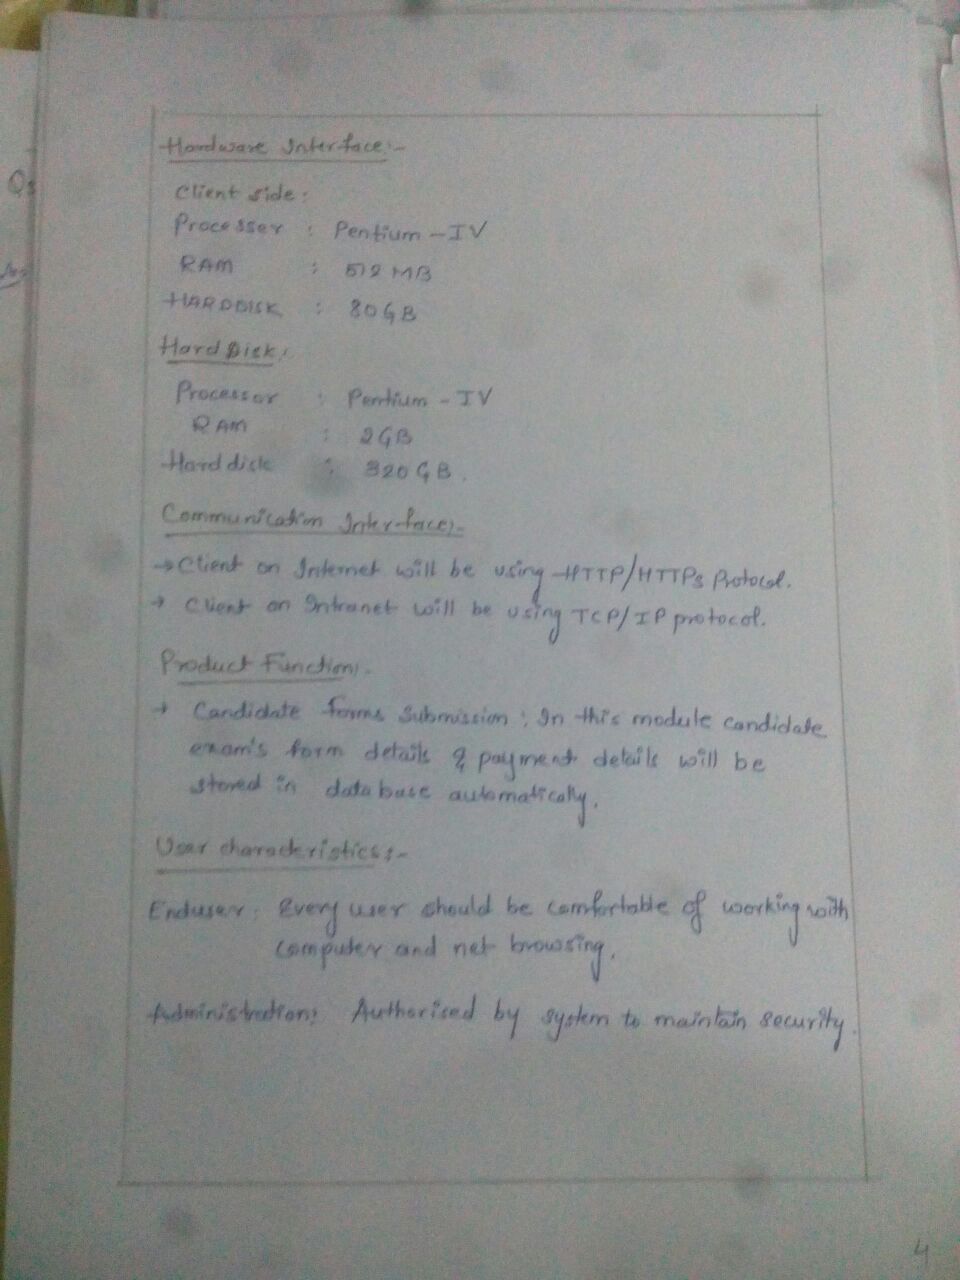 Hardware Interface:-
Client side:
Processer : Pentium - IV
RAM : 512 MB
HARDDISK : 80 GB
Hard Disk:
Processor : Pentium - IV
RAM : 2GB
Hard disk : 320 GB.
Communication Interface:-
→ Client on Internet will be using HTTP/HTTPs Protocol.
→ Client on Intranet will be using TCP/IP protocol.
Product Function:-
→ Candidate forms Submission : In this module candidate
exam's form details & payment details will be
stored in database automatically.
User characteristics:-
Enduser: Every user should be comfortable of working with
computer and net browsing.
Administration: Authorised by system to maintain security.
4